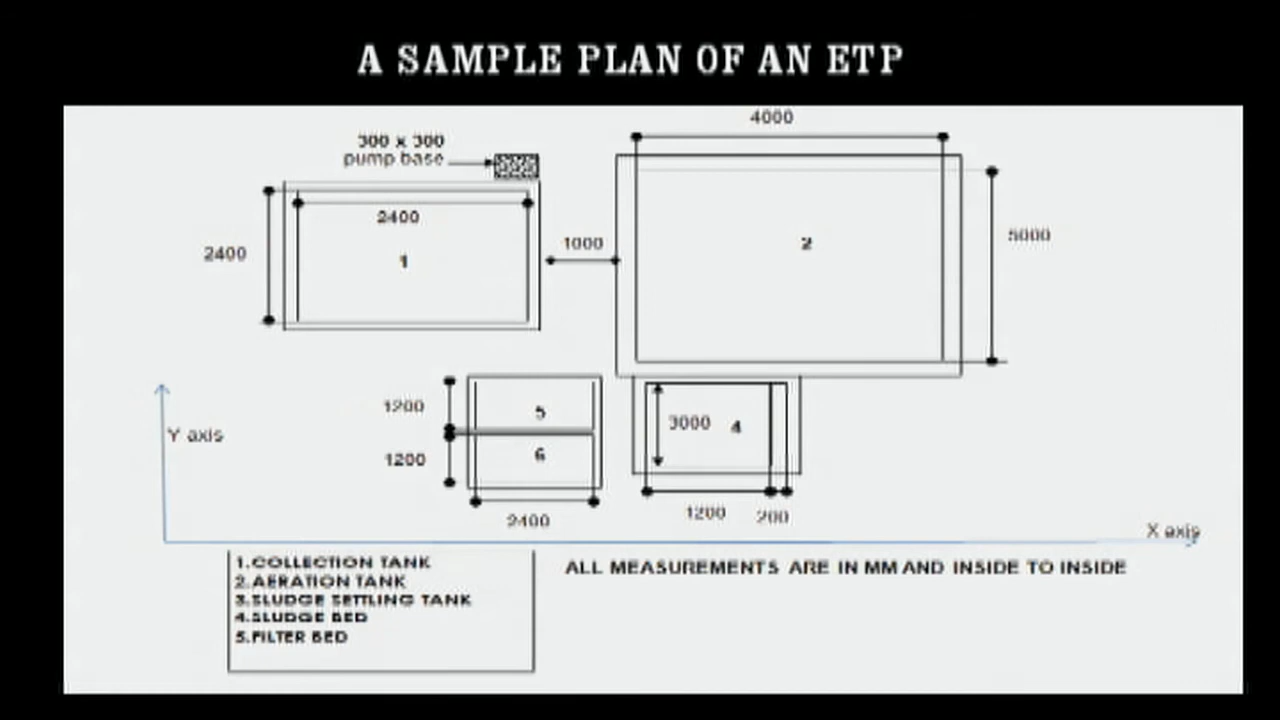 A SAMPLE PLAN OF AN ETP
4000
300 x 300
pump base
2400
2400
1
1000
2
5000
1200
5
3000
4
Y axis
1200
6
2400
1200
200
X axis
1.COLLECTION TANK
2.AERATION TANK
3.SLUDGE SETTLING TANK
4.SLUDGE BED
5.FILTER BED
ALL MEASUREMENTS ARE IN MM AND INSIDE TO INSIDE